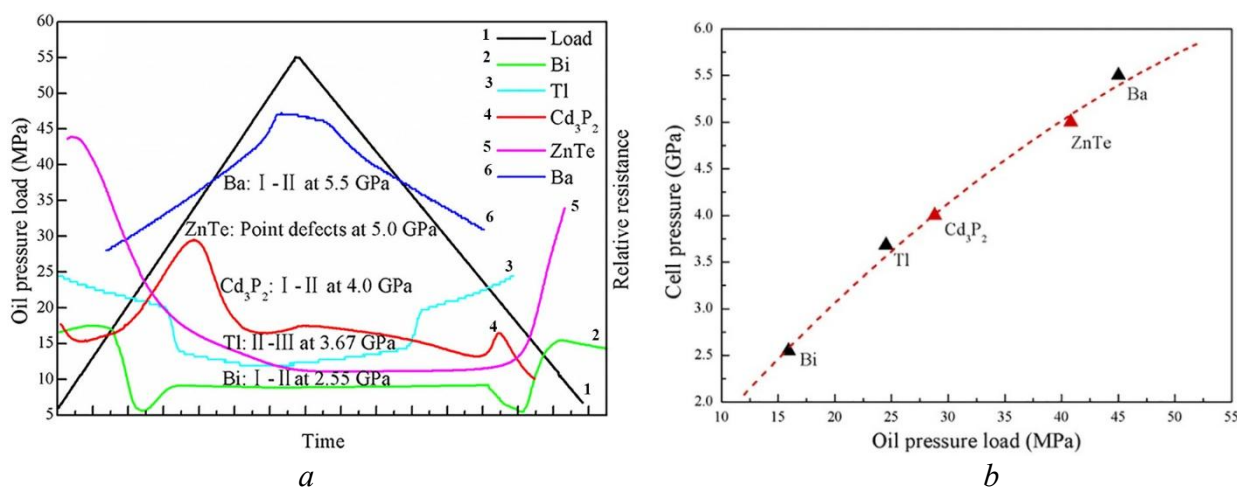 60
55
50
45
40
35
30
25
20
15
10
5
Oil pressure load (MPa)
1 Load
2 Bi
3 Tl
4 Cd₃P₂
5 ZnTe
6 Ba
Ba: Ⅰ-Ⅱ at 5.5 GPa
ZnTe: Point defects at 5.0 GPa
Cd₃P₂: Ⅰ-Ⅱ at 4.0 GPa
Tl: Ⅱ-Ⅲ at 3.67 GPa
Bi: Ⅰ-Ⅱ at 2.55 GPa
6
5
3
4
2
1
Time
Relative resistance
a
6.0
5.5
5.0
4.5
4.0
3.5
3.0
2.5
2.0
Cell pressure (GPa)
Ba
ZnTe
Cd₃P₂
Tl
Bi
10 15 20 25 30 35 40 45 50 55
Oil pressure load (MPa)
b